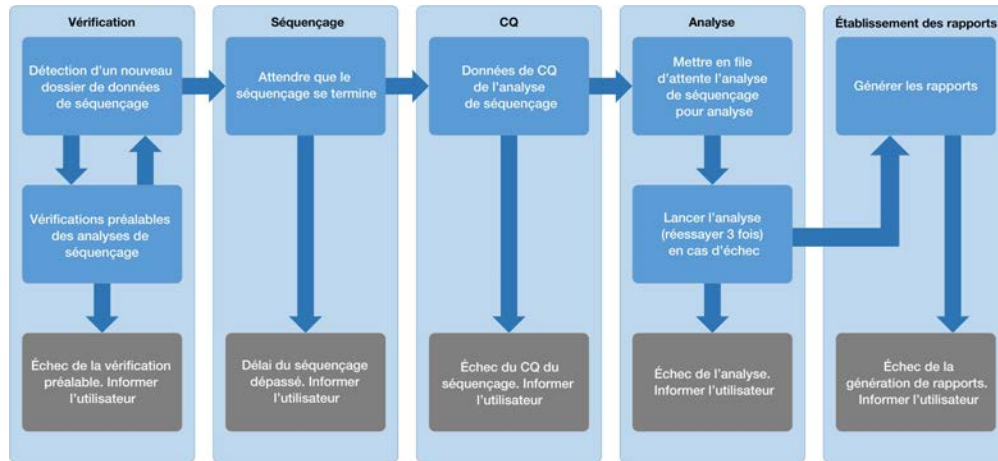 Vérification
Détection d'un nouveau
dossier de données
de séquençage
Vérifications préalables
des analyses de
séquençage
Échec de la vérification
préalable. Informer
l'utilisateur
Séquençage
Attendre que le
séquençage se termine
Délai du séquençage
dépassé. Informer
l'utilisateur
CQ
Données de CQ
de l'analyse
de séquençage
Échec du CQ du
séquençage. Informer
l'utilisateur
Analyse
Mettre en file
d'attente l'analyse
de séquençage
pour analyse
Lancer l'analyse
(réessayer 3 fois)
en cas d'échec
Échec de l'analyse.
Informer l'utilisateur
Établissement des rapports
Générer les rapports
Échec de la
génération de rapports.
Informer l'utilisateur